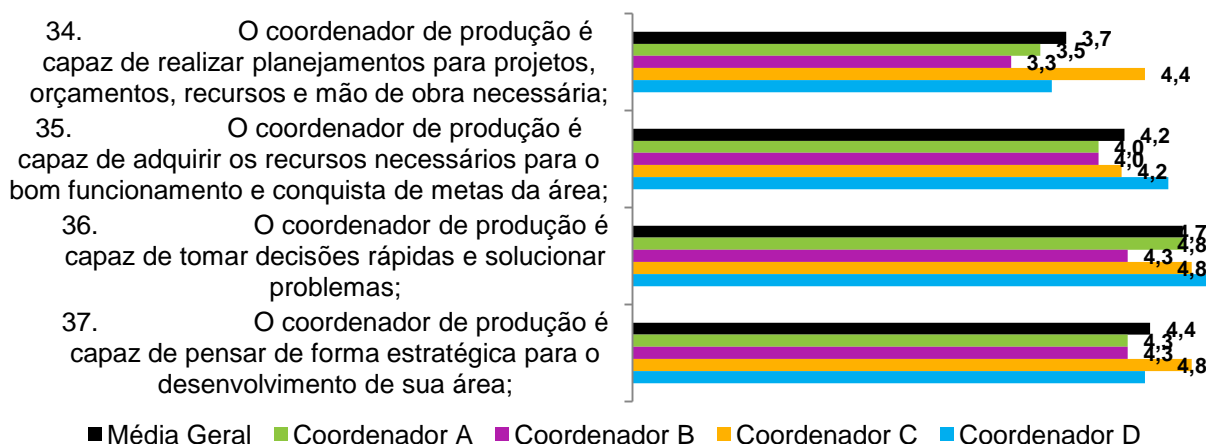 34. O coordenador de produção é
capaz de realizar planejamentos para projetos,
orçamentos, recursos e mão de obra necessária;
3,7
3,5
3,3
4,4
35. O coordenador de produção é
capaz de adquirir os recursos necessários para o
bom funcionamento e conquista de metas da área;
4,2
4,0
4,0
4,2
36. O coordenador de produção é
capaz de tomar decisões rápidas e solucionar
problemas;
4,7
4,8
4,3
4,8
37. O coordenador de produção é
capaz de pensar de forma estratégica para o
desenvolvimento de sua área;
4,4
4,3
4,3
4,8
Média Geral Coordenador A Coordenador B Coordenador C Coordenador D